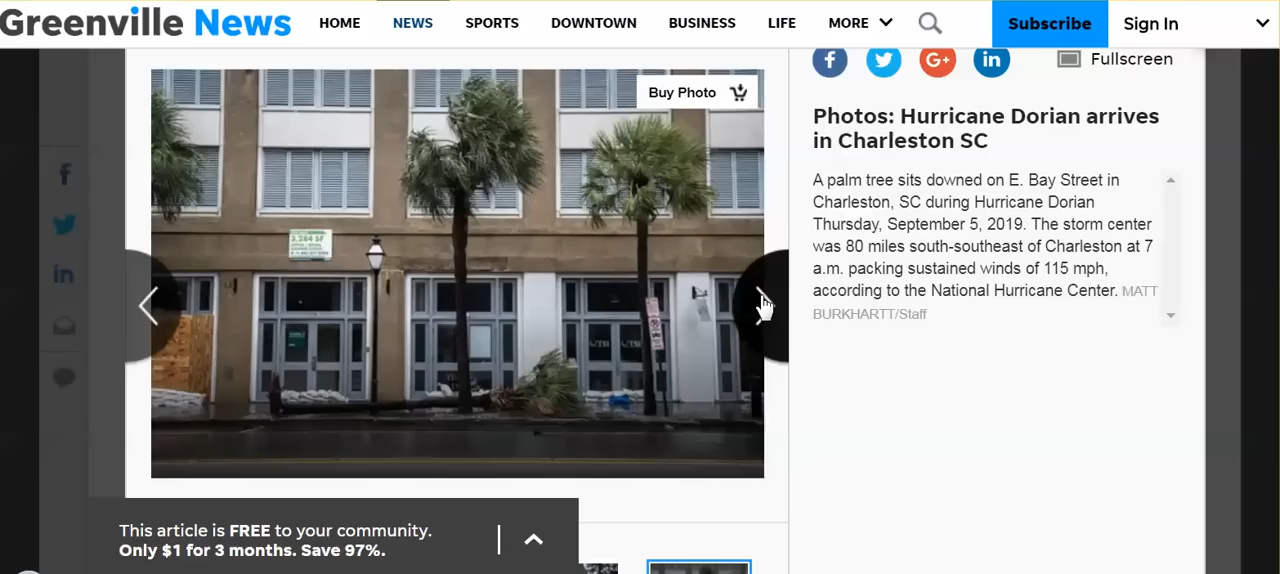 Greenville News HOME NEWS SPORTS DOWNTOWN BUSINESS LIFE MORE Subscribe Sign In
Buy Photo
Fullscreen
Photos: Hurricane Dorian arrives
in Charleston SC
A palm tree sits downed on E. Bay Street in
Charleston, SC during Hurricane Dorian
Thursday, September 5, 2019. The storm center
was 80 miles south-southeast of Charleston at 7
a.m. packing sustained winds of 115 mph,
according to the National Hurricane Center. MATT
BURKHARTT/Staff
3,264 SF
This article is FREE to your community.
Only $1 for 3 months. Save 97%.